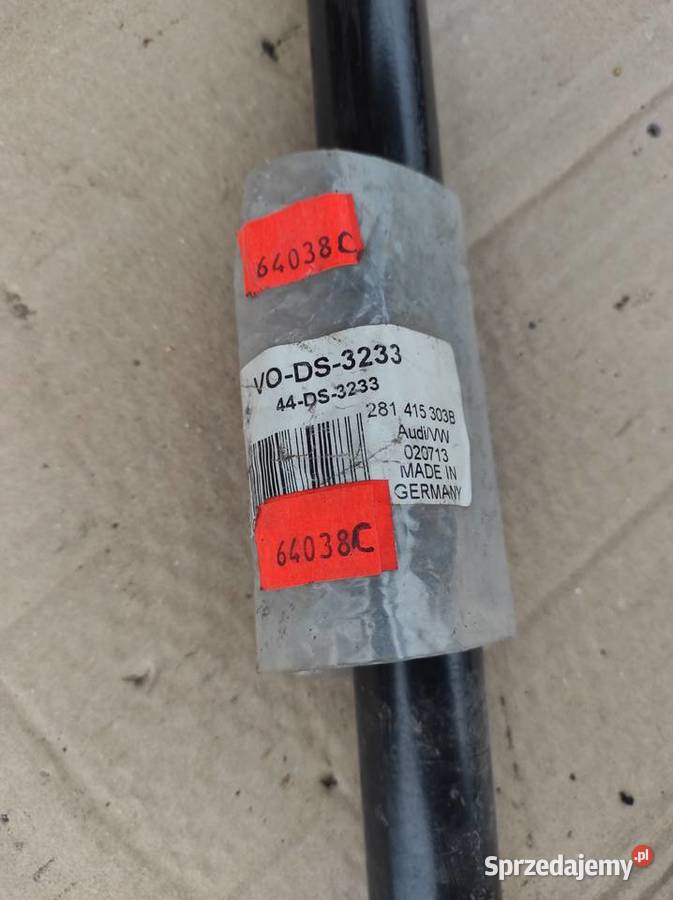 64038C
VO-DS-3233
44-DS-3233
281 415 303B
Audi/VW
020713
MADE IN
GERMANY
64038C
Sprzedajemy.pl